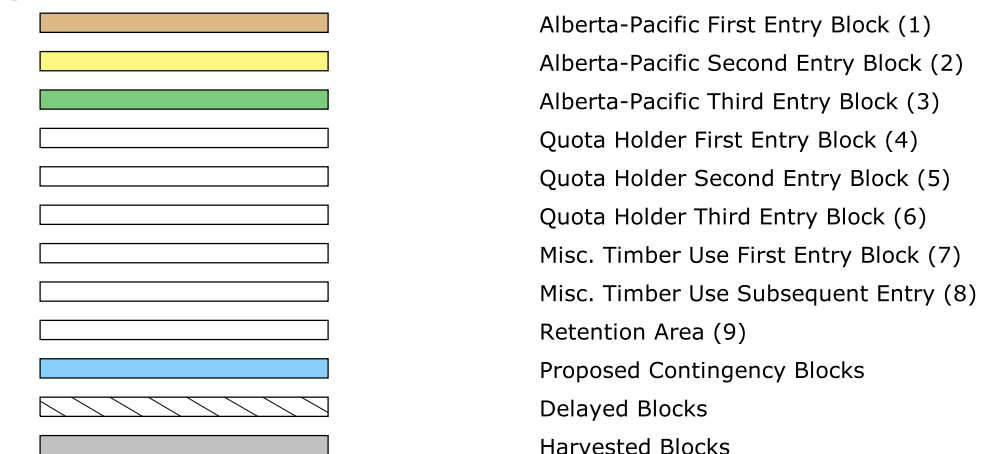 Alberta-Pacific First Entry Block (1)
Alberta-Pacific Second Entry Block (2)
Alberta-Pacific Third Entry Block (3)
Quota Holder First Entry Block (4)
Quota Holder Second Entry Block (5)
Quota Holder Third Entry Block (6)
Misc. Timber Use First Entry Block (7)
Misc. Timber Use Subsequent Entry (8)
Retention Area (9)
Proposed Contingency Blocks
Delayed Blocks
Harvested Blocks